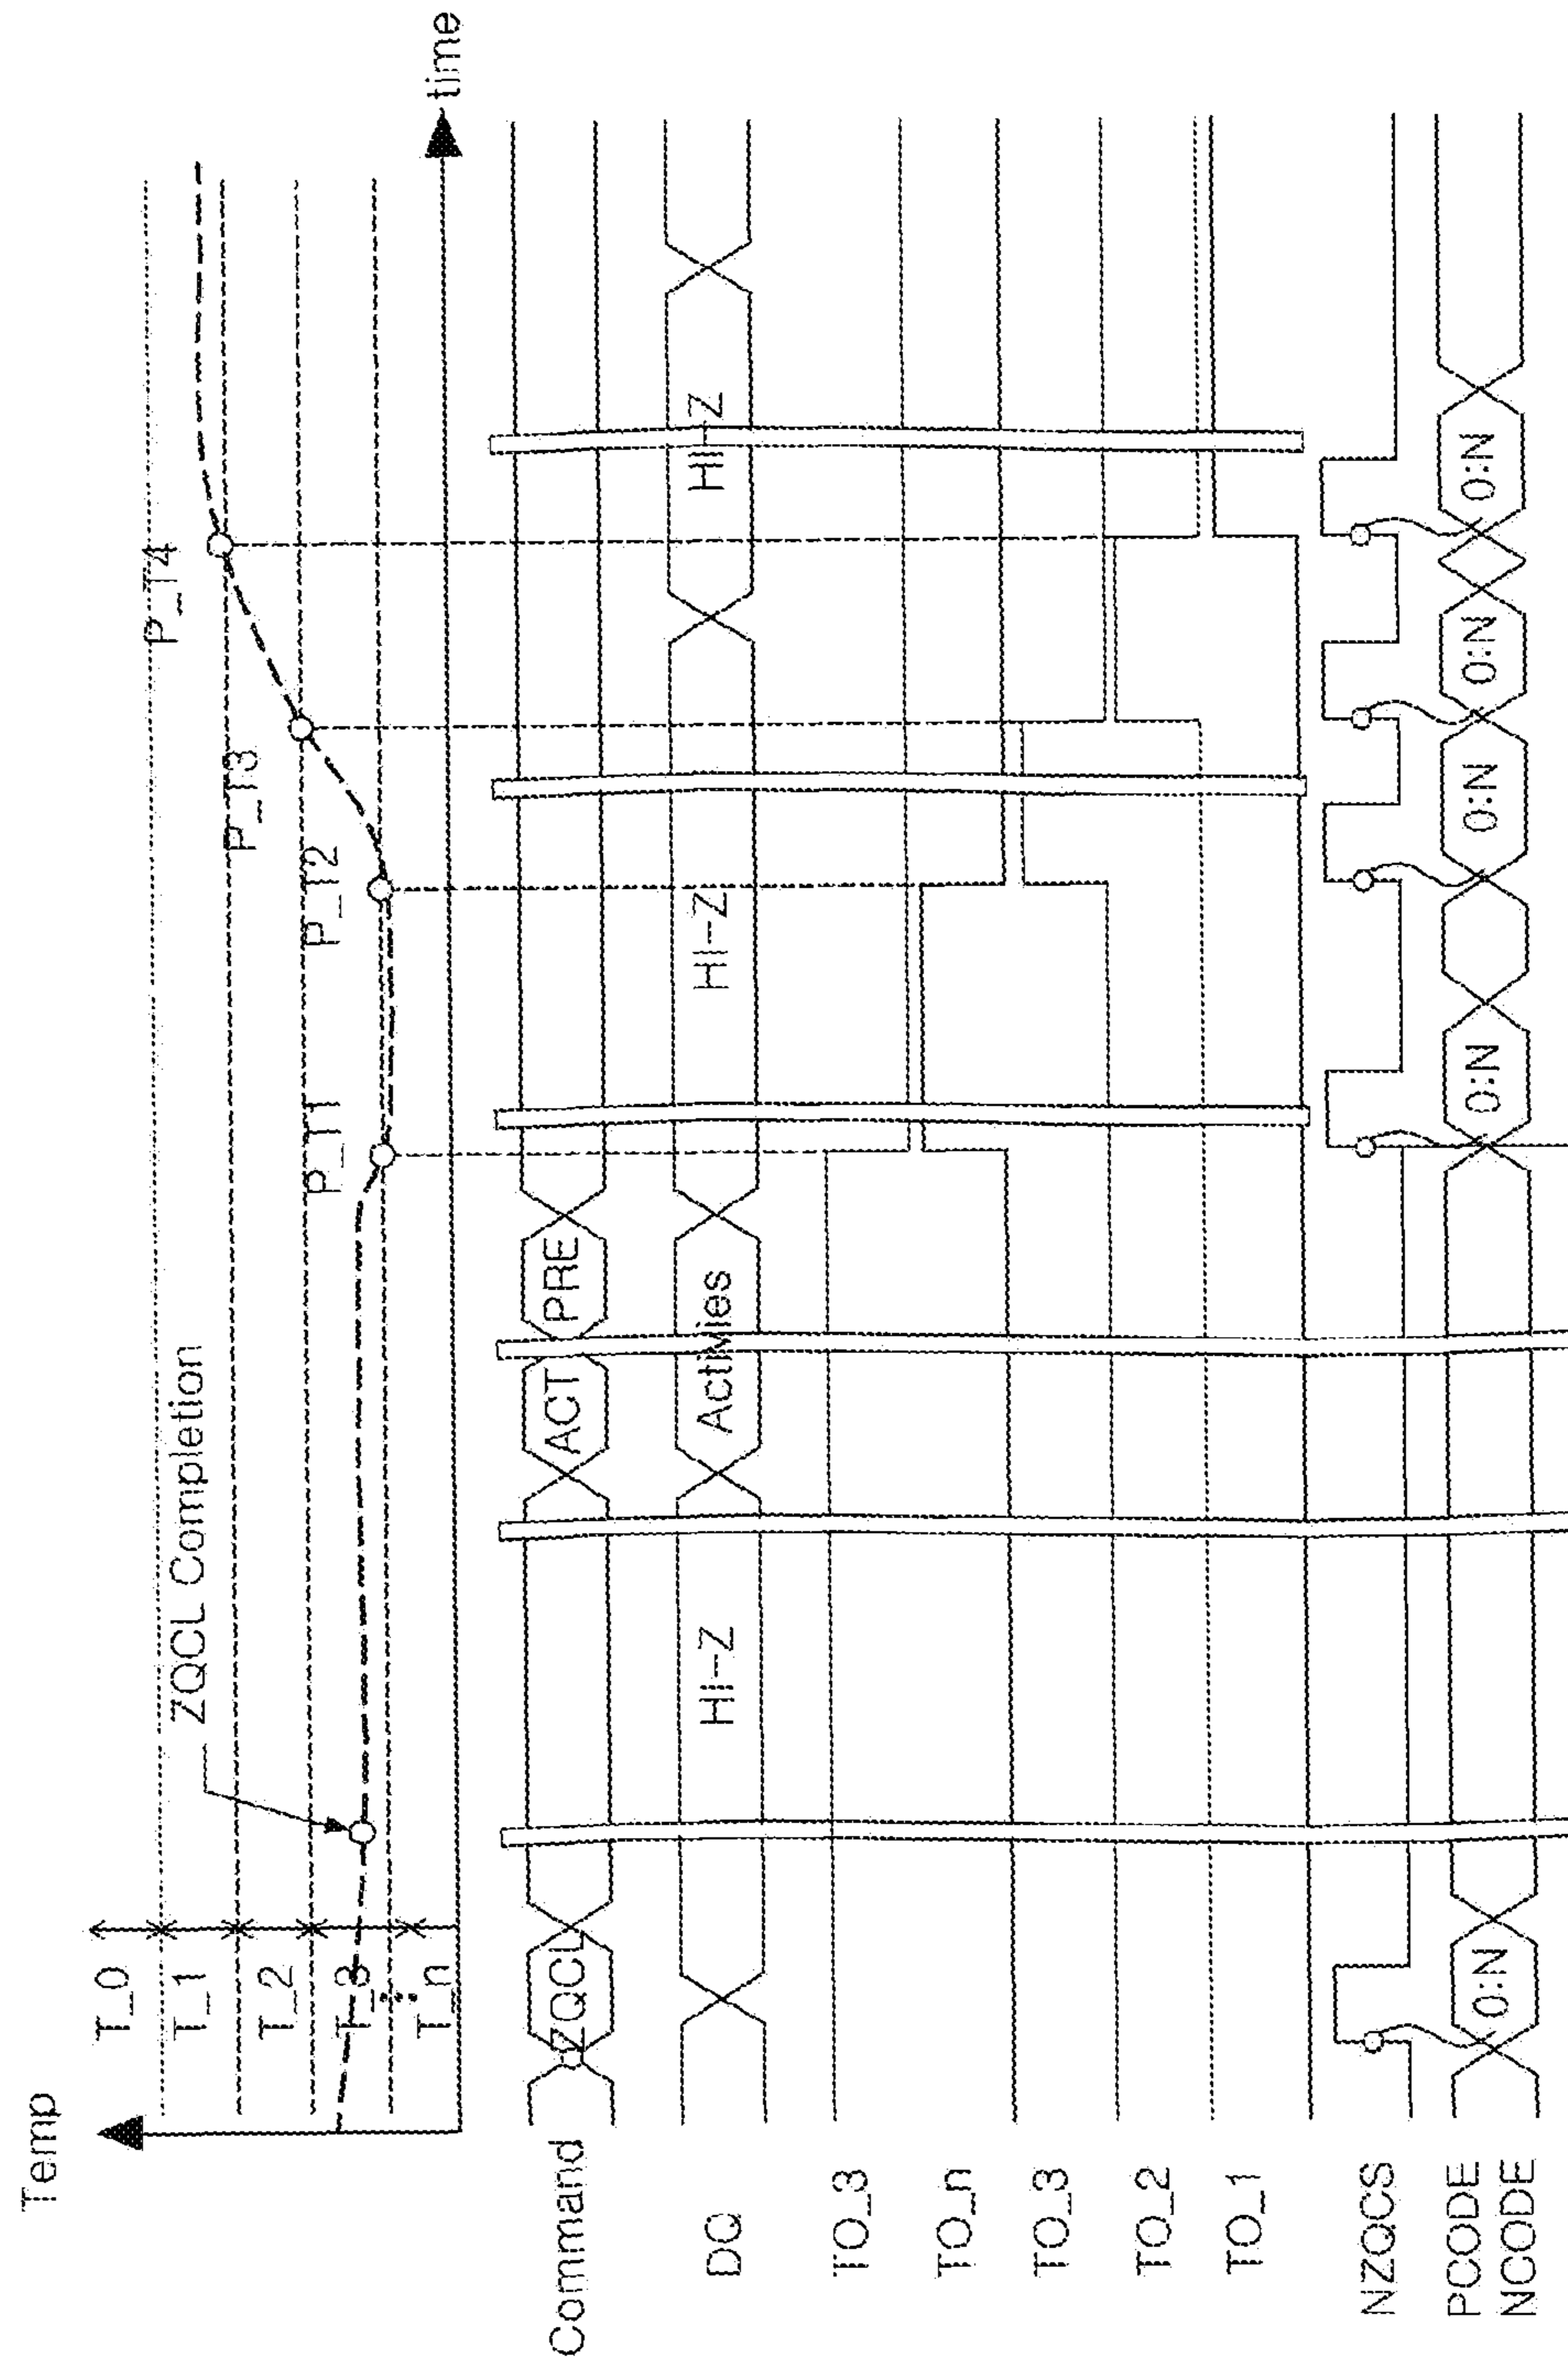 Temp
T_0
T_1
T_2
T_3
T_n
ZQCL Completion
P_T1
P_T2
P_T3
P_T4
time
Command
ZQCL
ACT
PRE
DQ
HI-Z
Activies
HI-Z
HI-Z
TO_3
TO_n
TO_3
TO_2
TO_1
NZQCS
PCODE
NCODE
0:N
0:N
0:N
0:N
0:N